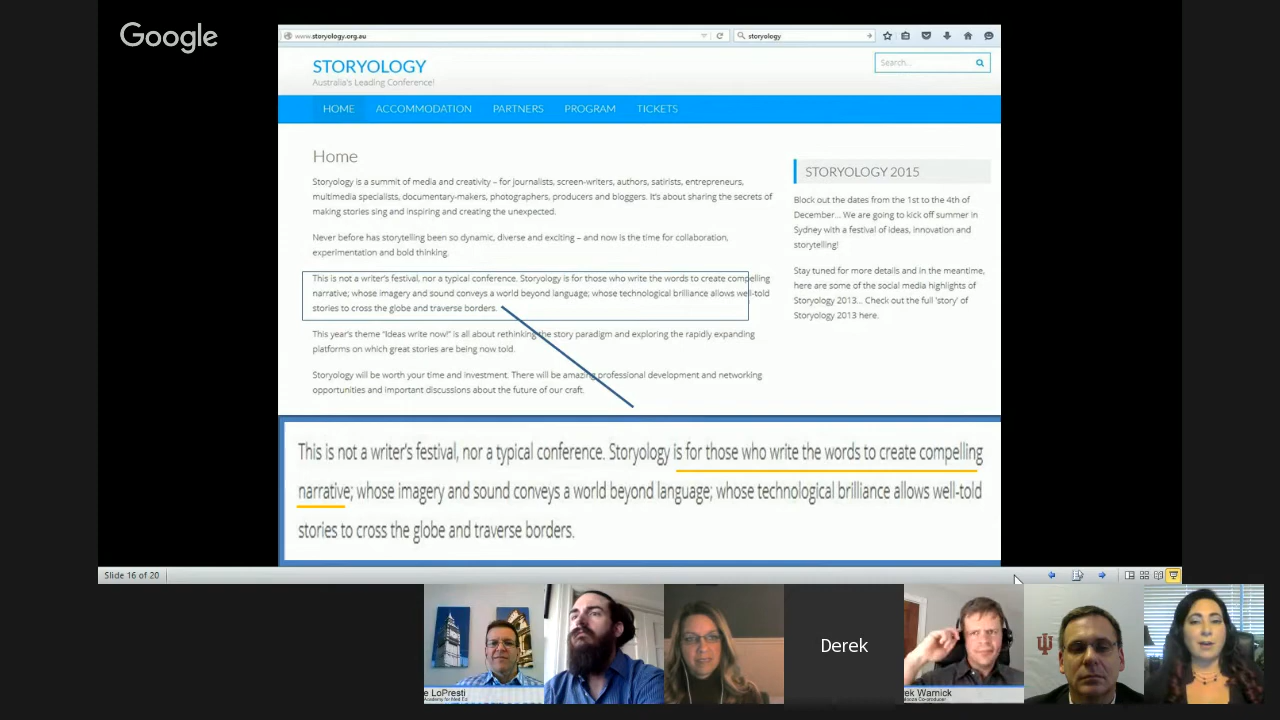 Google
www.storyology.org.au
storyology
STORYOLOGY
Australia's Leading Conference!
Search...
HOME ACCOMMODATION PARTNERS PROGRAM TICKETS
Home
Storyology is a summit of media and creativity – for journalists, screen-writers, authors, satirists, entrepreneurs,
multimedia specialists, documentary-makers, photographers, producers and bloggers. It's about sharing the secrets of
making stories sing and inspiring and creating the unexpected.
Never before has storytelling been so dynamic, diverse and exciting – and now is the time for collaboration,
experimentation and bold thinking.
This is not a writer's festival, nor a typical conference. Storyology is for those who write the words to create compelling
narrative; whose imagery and sound conveys a world beyond language; whose technological brilliance allows well-told
stories to cross the globe and traverse borders.
This year's theme "Ideas write now!" is all about rethinking the story paradigm and exploring the rapidly expanding
platforms on which great stories are being now told.
Storyology will be worth your time and investment. There will be amazing professional development and networking
opportunities and important discussions about the future of our craft.
STORYOLOGY 2015
Block out the dates from the 1st to the 4th of
December... We are going to kick off summer in
Sydney with a festival of ideas, innovation and
storytelling!
Stay tuned for more details and in the meantime,
here are some of the social media highlights of
Storyology 2013... Check out the full 'story' of
Storyology 2013 here.
This is not a writer's festival, nor a typical conference. Storyology is for those who write the words to create compelling
narrative; whose imagery and sound conveys a world beyond language; whose technological brilliance allows well-told
stories to cross the globe and traverse borders.
Slide 16 of 20
e LoPresti
Academy for Med Ed
Derek
ek Warnick
Co-producer